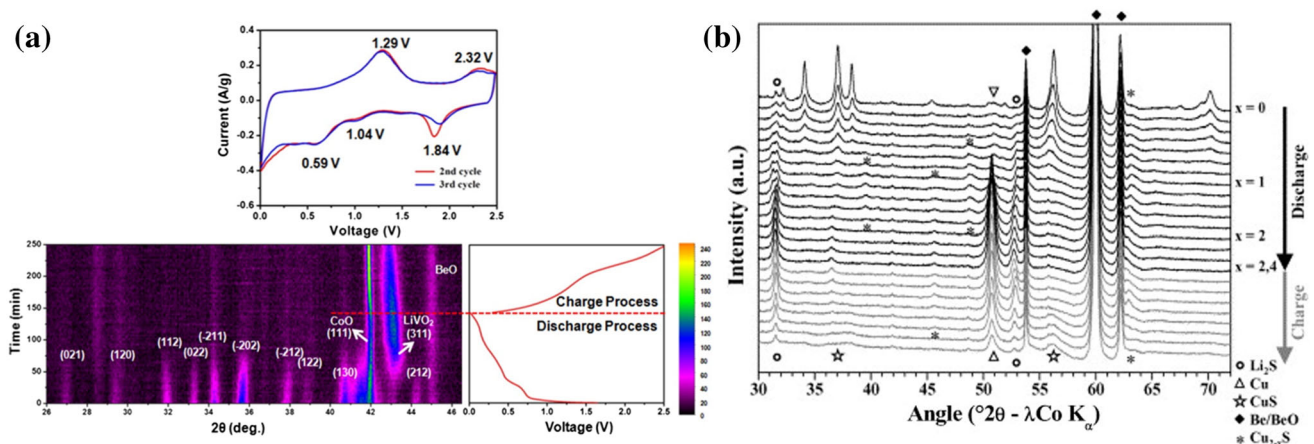 (a)
0.4
0.2
0.0
-0.2
-0.4
-0.6
Current (A/g)
1.29 V
2.32 V
1.04 V
0.59 V
1.84 V
2nd cycle
3rd cycle
0.0 0.5 1.0 1.5 2.0 2.5
Voltage (V)
250
200
150
100
50
0
Time (min)
BeO
CoO
(111)
LiVO2
(311)
(021)
(120)
(112)
(022)
(-211)
(-202)
(-212)
(122)
(130)
(212)
26 28 30 32 34 36 38 40 42 44 46
2θ (deg.)
Charge Process
Discharge Process
0.0 0.5 1.0 1.5 2.0 2.5
Voltage (V)
240
220
200
180
160
140
120
100
80
60
40
20
0
(b)
Intensity (a.u.)
x = 0
x = 1
x = 2
x = 2,4
Discharge
Charge
30 40 50 60 70
Angle (°2θ - λCo Kα)
Li2S
Cu
CuS
Be/BeO
Cu2-xS